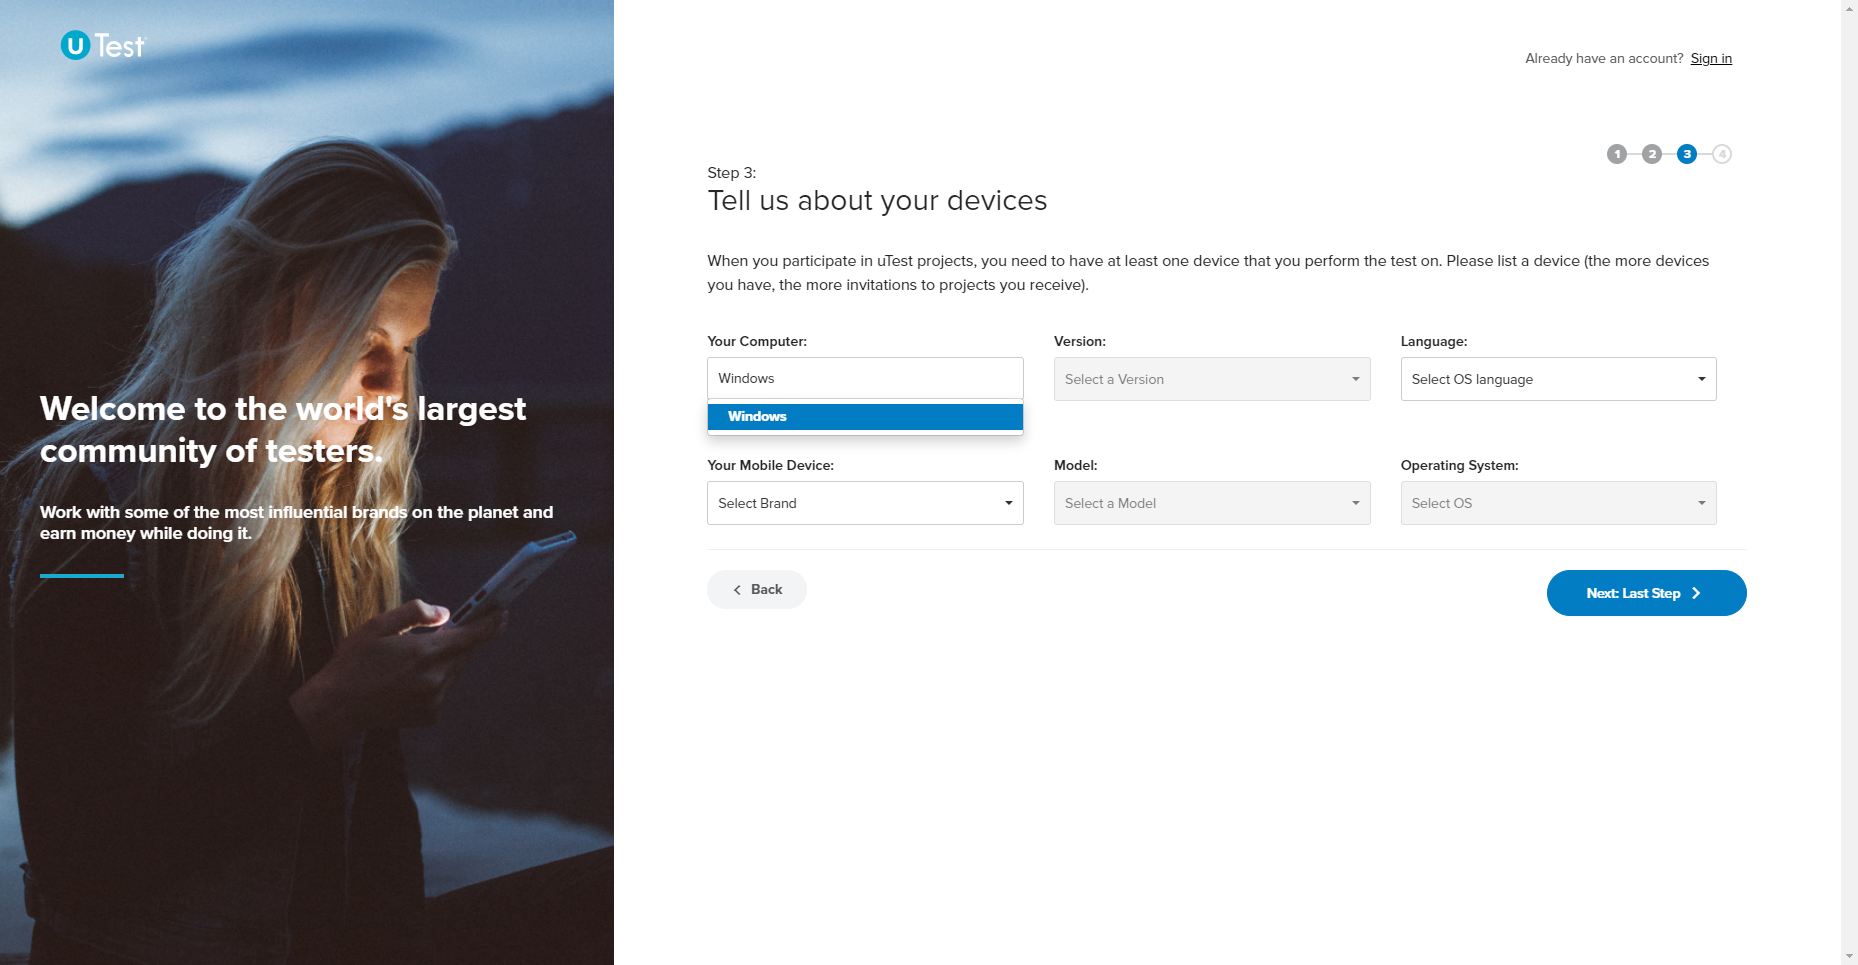 U Test
Welcome to the world's largest
community of testers.
Work with some of the most influential brands on the planet and
earn money while doing it.
Already have an account? Sign in
1 2 3 4
Step 3:
Tell us about your devices
When you participate in uTest projects, you need to have at least one device that you perform the test on. Please list a device (the more devices
you have, the more invitations to projects you receive).
Your Computer: Version: Language:
Windows Select a Version Select OS language
Windows
Your Mobile Device: Model: Operating System:
Select Brand Select a Model Select OS
Back Next: Last Step